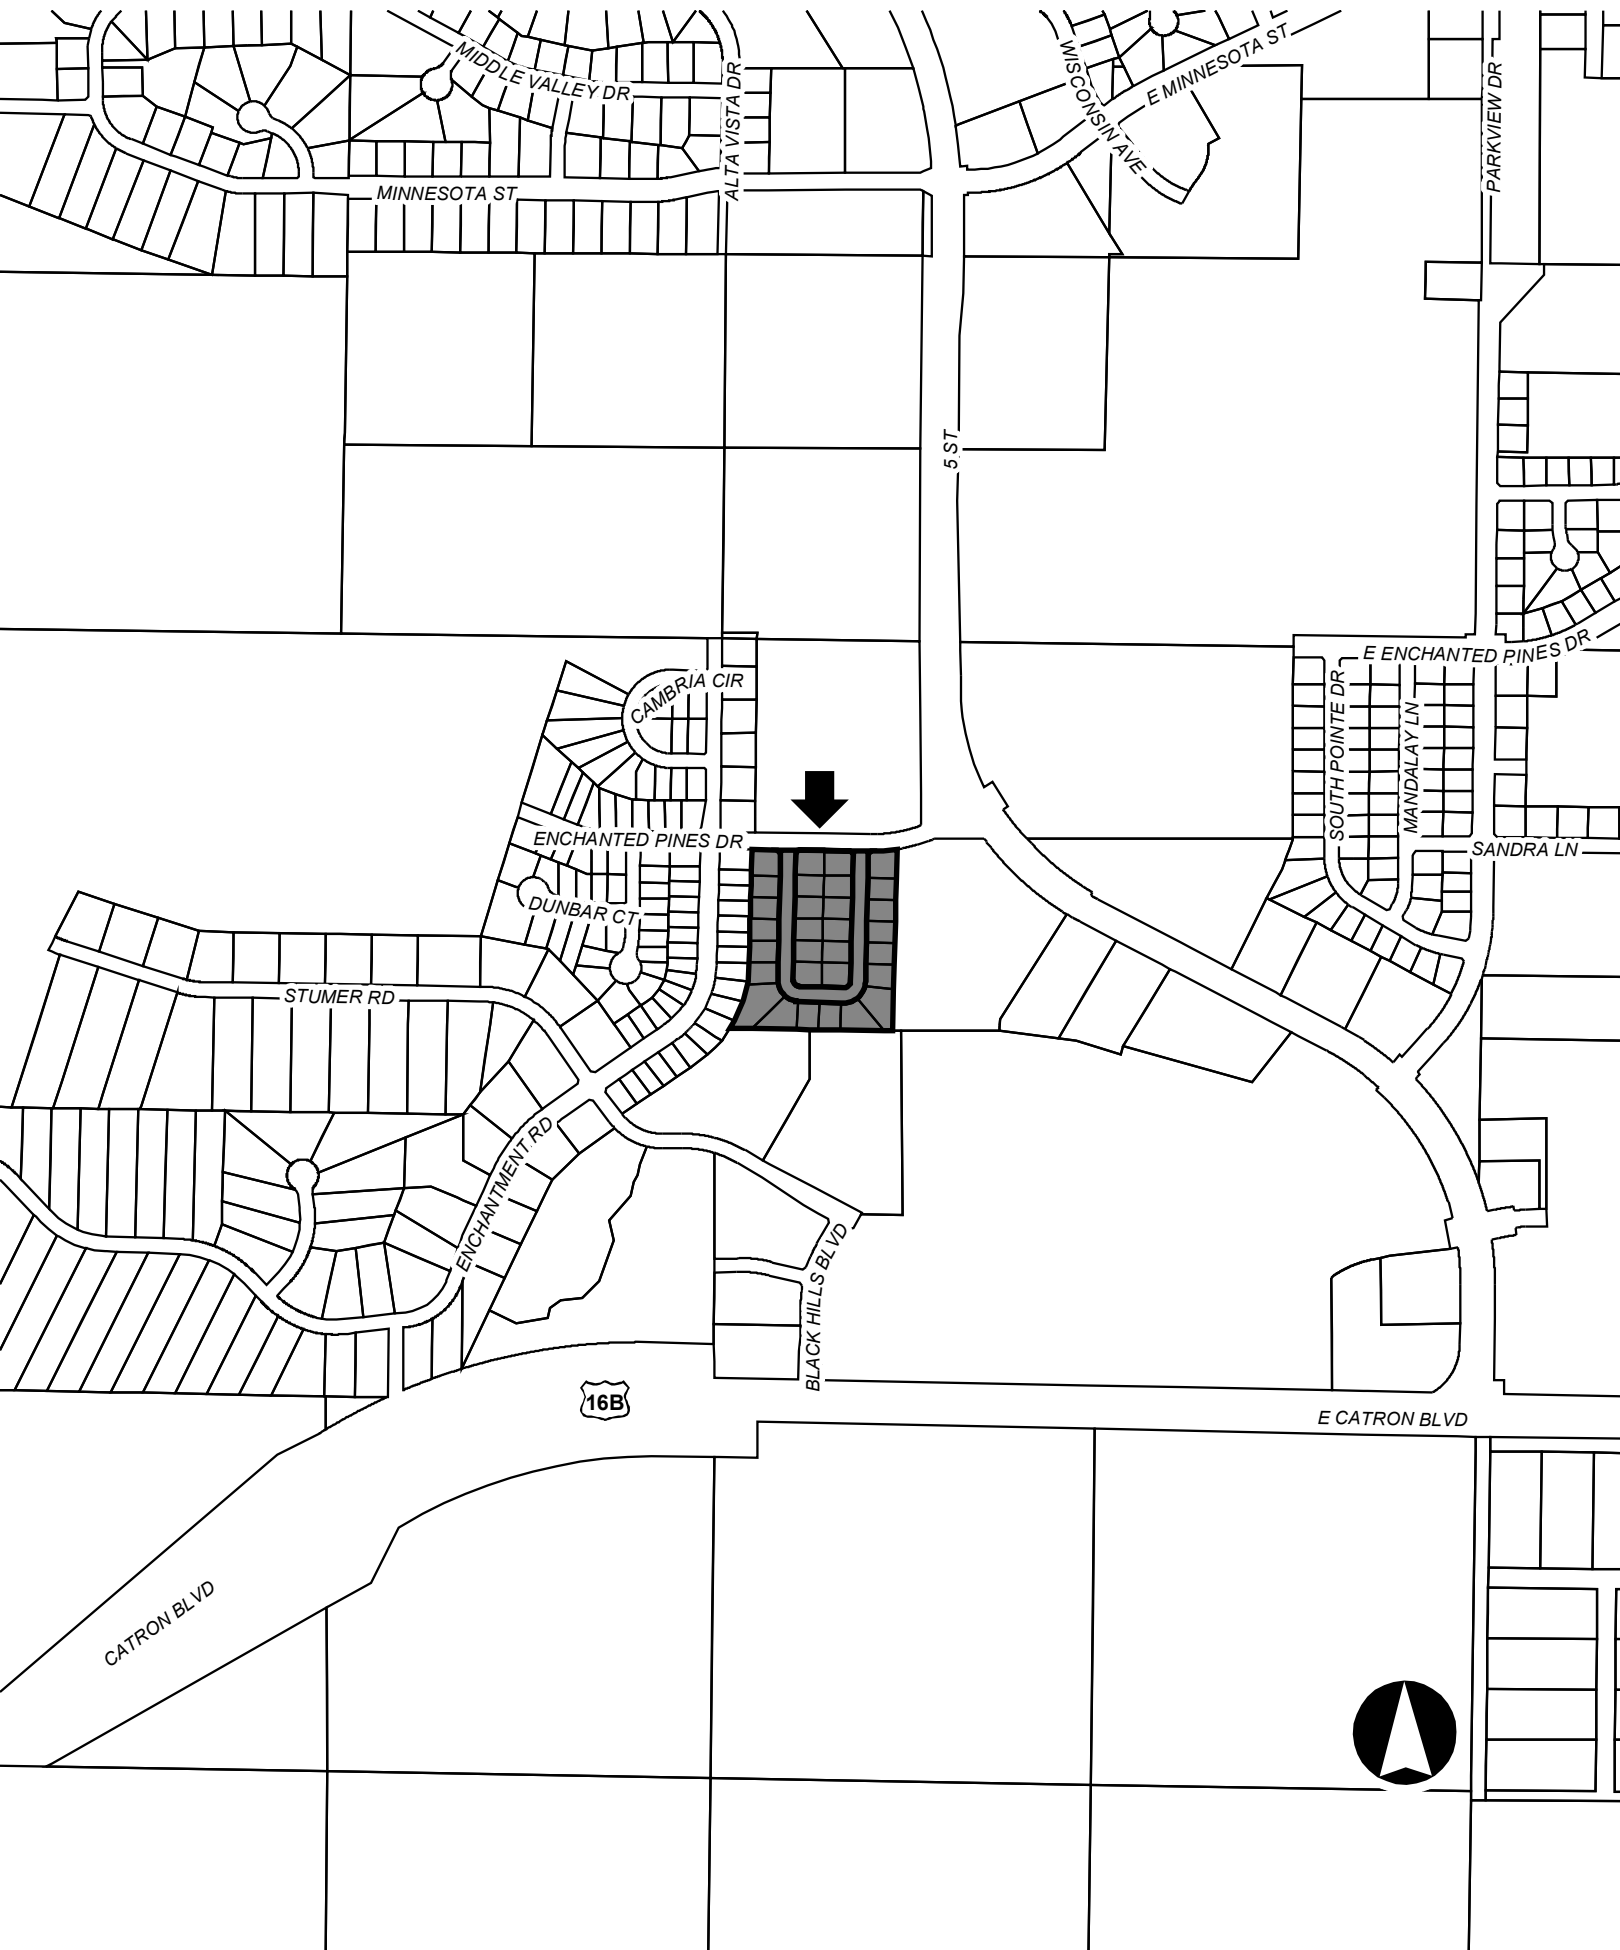 MIDDLE VALLEY DR
ALTA VISTA DR
WISCONSIN AVE
E MINNESOTA ST
PARKVIEW DR
MINNESOTA ST
5 ST
E ENCHANTED PINES DR
CAMBRIA CIR
SOUTH POINTE DR
MANDALAY LN
ENCHANTED PINES DR
SANDRA LN
DUNBAR CT
STUMER RD
ENCHANTMENT RD
BLACK HILLS BLVD
16B
E CATRON BLVD
CATRON BLVD